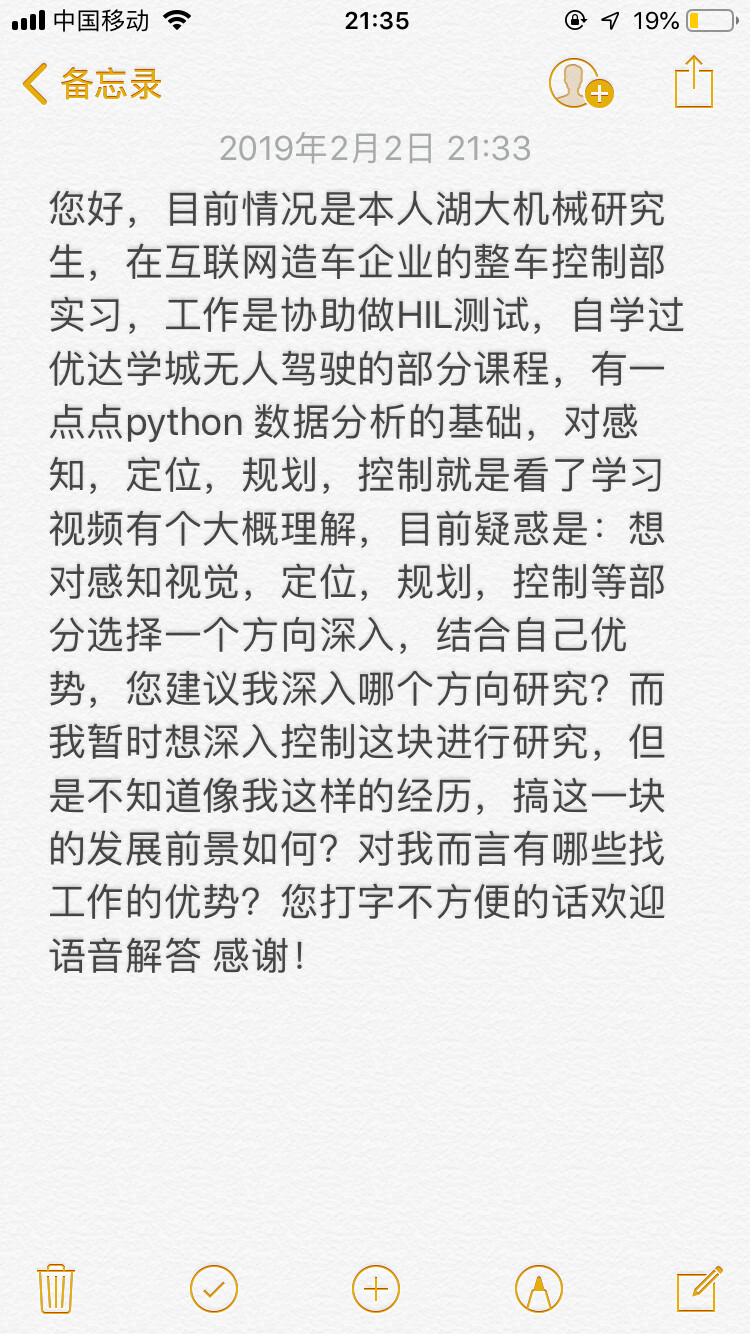 中国移动 21:35 19%
备忘录
2019年2月2日 21:33
您好，目前情况是本人湖大机械研究
生，在互联网造车企业的整车控制部
实习，工作是协助做HIL测试，自学过
优达学城无人驾驶的部分课程，有一
点点python 数据分析的基础，对感
知，定位，规划，控制就是看了学习
视频有个大概理解，目前疑惑是：想
对感知视觉，定位，规划，控制等部
分选择一个方向深入，结合自己优
势，您建议我深入哪个方向研究？而
我暂时想深入控制这块进行研究，但
是不知道像我这样的经历，搞这一块
的发展前景如何？对我而言有哪些找
工作的优势？您打字不方便的话欢迎
语音解答 感谢！